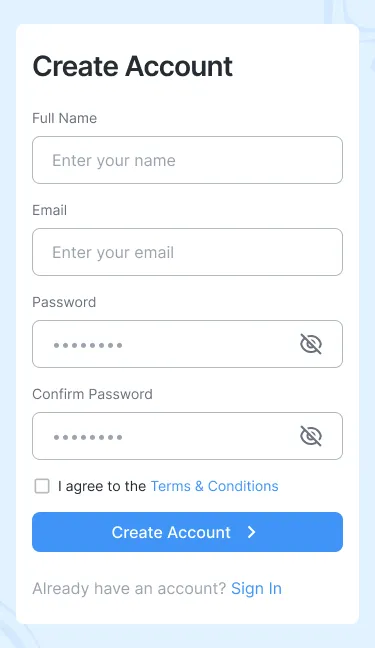 Create Account
Full Name
Enter your name
Email
Enter your email
Password
••••••••
Confirm Password
••••••••
I agree to the Terms & Conditions
Create Account
Already have an account? Sign In